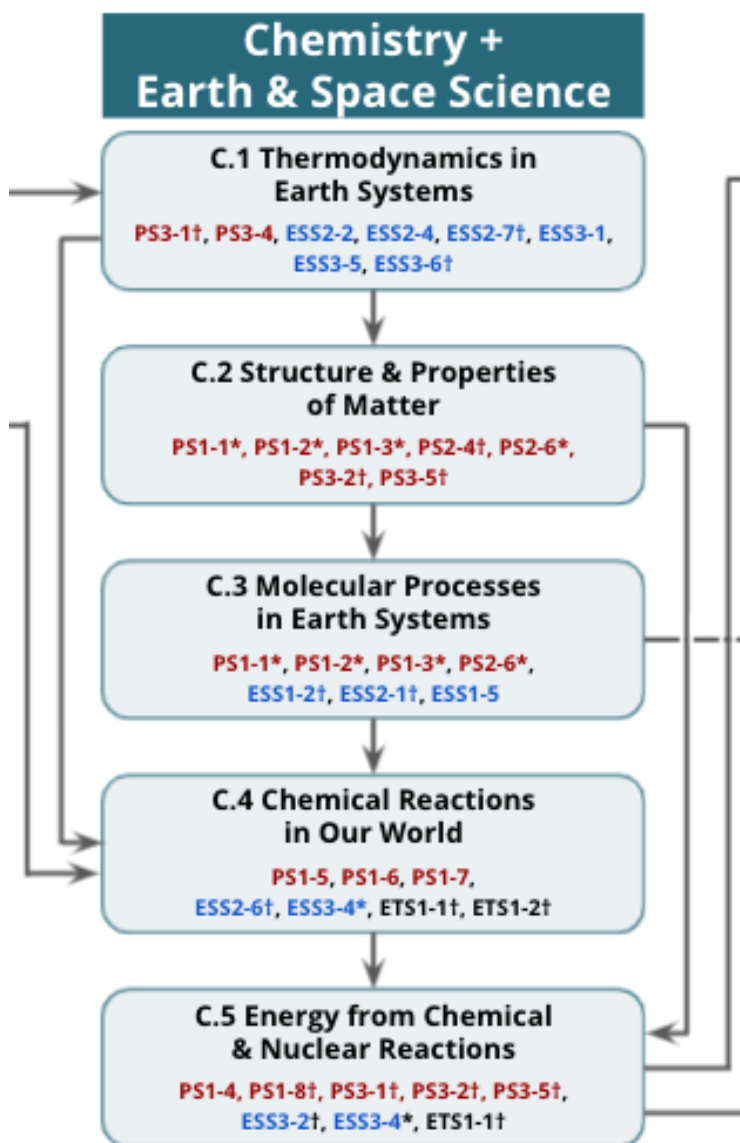 Chemistry +
Earth & Space Science
C.1 Thermodynamics in
Earth Systems
PS3-1†, PS3-4, ESS2-2, ESS2-4, ESS2-7†, ESS3-1,
ESS3-5, ESS3-6†
C.2 Structure & Properties
of Matter
PS1-1*, PS1-2*, PS1-3*, PS2-4†, PS2-6*,
PS3-2†, PS3-5†
C.3 Molecular Processes
in Earth Systems
PS1-1*, PS1-2*, PS1-3*, PS2-6*,
ESS1-2†, ESS2-1†, ESS1-5
C.4 Chemical Reactions
in Our World
PS1-5, PS1-6, PS1-7,
ESS2-6†, ESS3-4*, ETS1-1†, ETS1-2†
C.5 Energy from Chemical
& Nuclear Reactions
PS1-4, PS1-8†, PS3-1†, PS3-2†, PS3-5†,
ESS3-2†, ESS3-4*, ETS1-1†